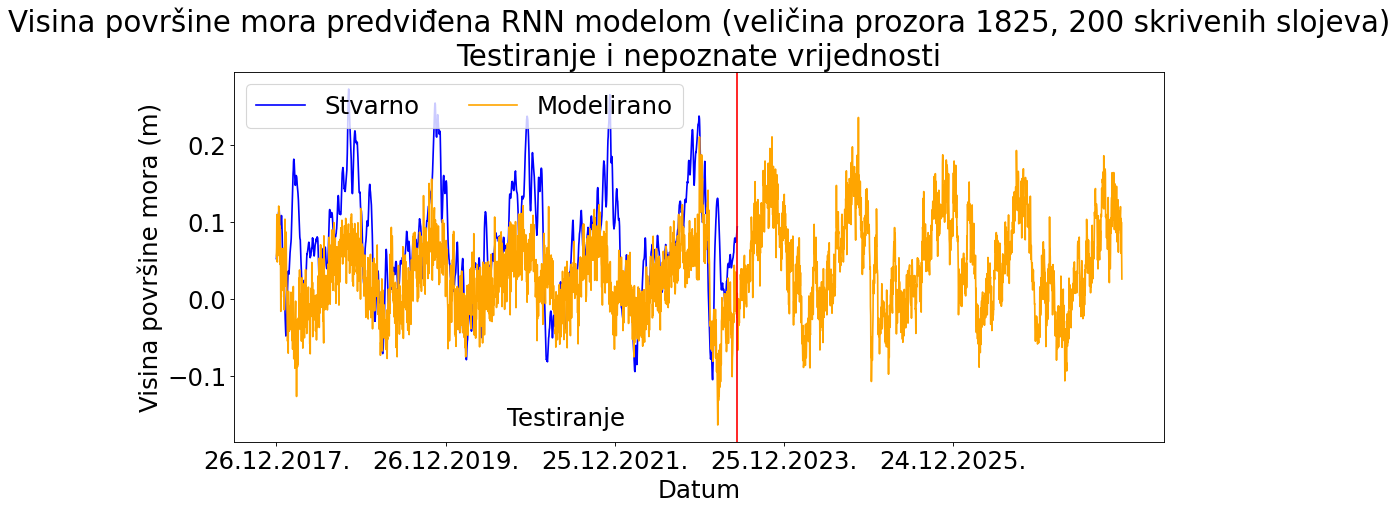 Visina površine mora predviđena RNN modelom (veličina prozora 1825, 200 skrivenih slojeva)
Testiranje i nepoznate vrijednosti
Stvarno
Modelirano
Visina površine mora (m)
0.2
0.1
0.0
−0.1
Testiranje
26.12.2017.
26.12.2019.
25.12.2021.
25.12.2023.
24.12.2025.
Datum